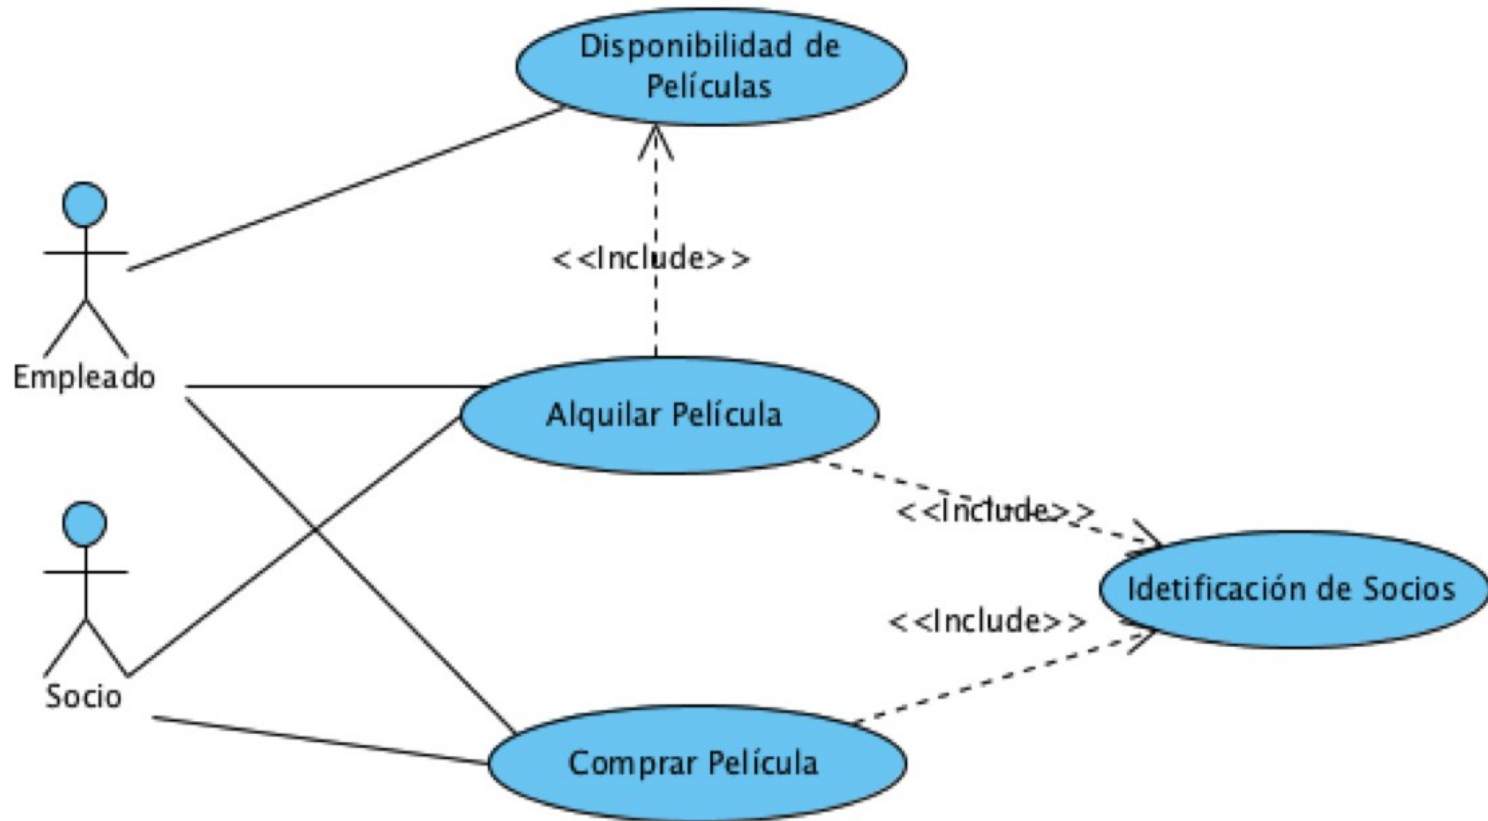 Disponibilidad de
Películas
<<Include>>
Empleado
Alquilar Película
<<Include>>
Idetificación de Socios
<<Include>>
Socio
Comprar Película